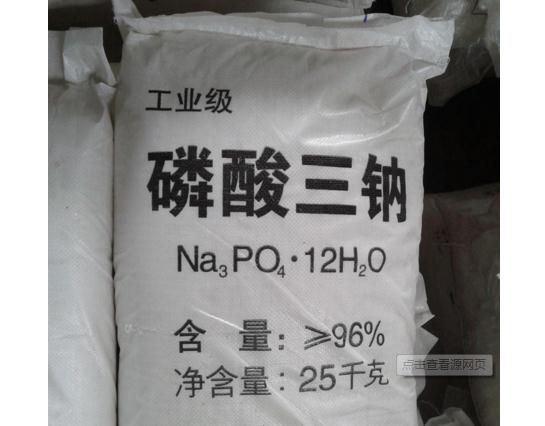 工业级
磷酸三钠
Na₃PO₄·12H₂O
含 量：≥96%
净含量：25千克
点击查看源网页